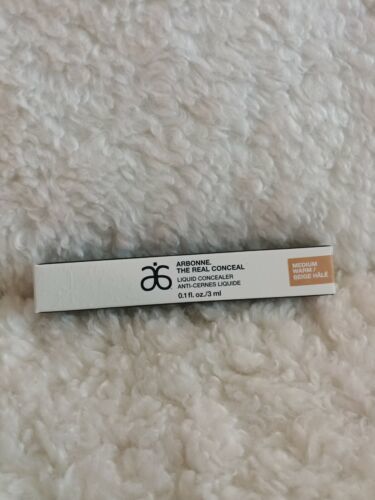 ARBONNE.
THE REAL CONCEAL
LIQUID CONCEALER
ANTI-CERNES LIQUIDE
0.1 fl. oz./3 ml
MEDIUM
WARM /
BEIGE HÂLÉ